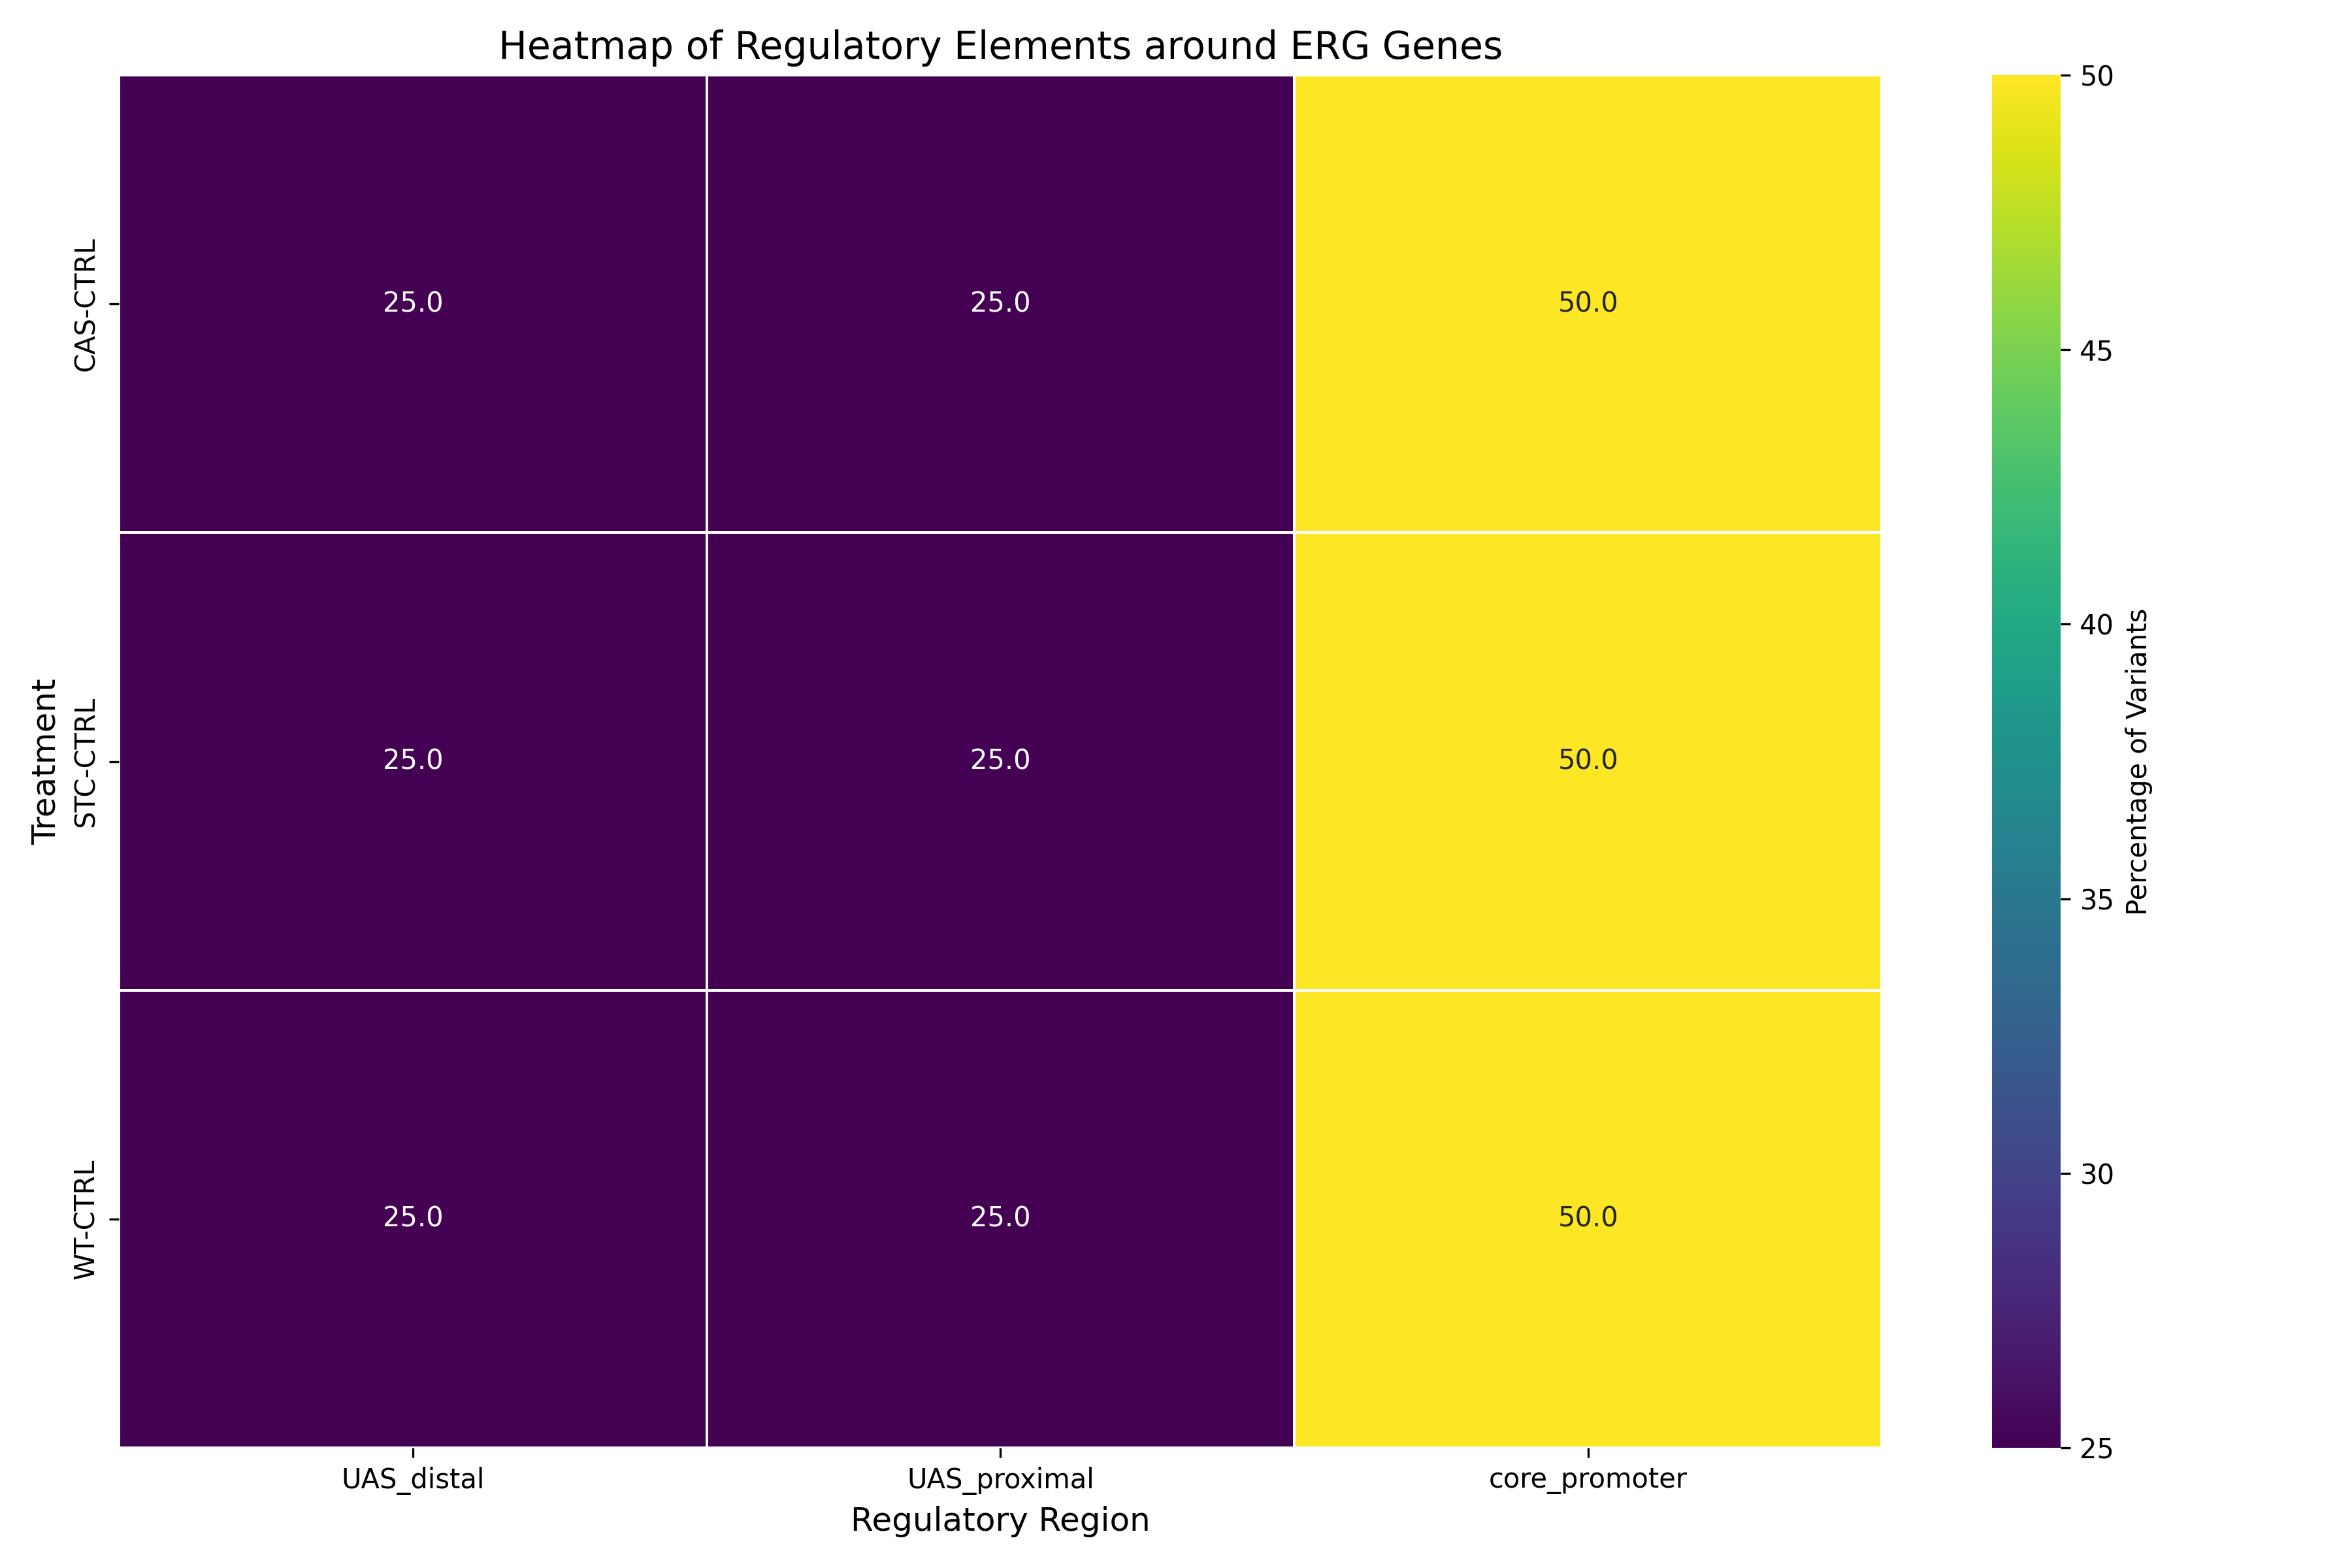 Heatmap of Regulatory Elements around ERG Genes
Treatment
CAS-CTRL
25.0 25.0 50.0
STC-CTRL
25.0 25.0 50.0
WT-CTRL
25.0 25.0 50.0
UAS_distal UAS_proximal core_promoter
Regulatory Region
50
45
40
35
30
25
Percentage of Variants